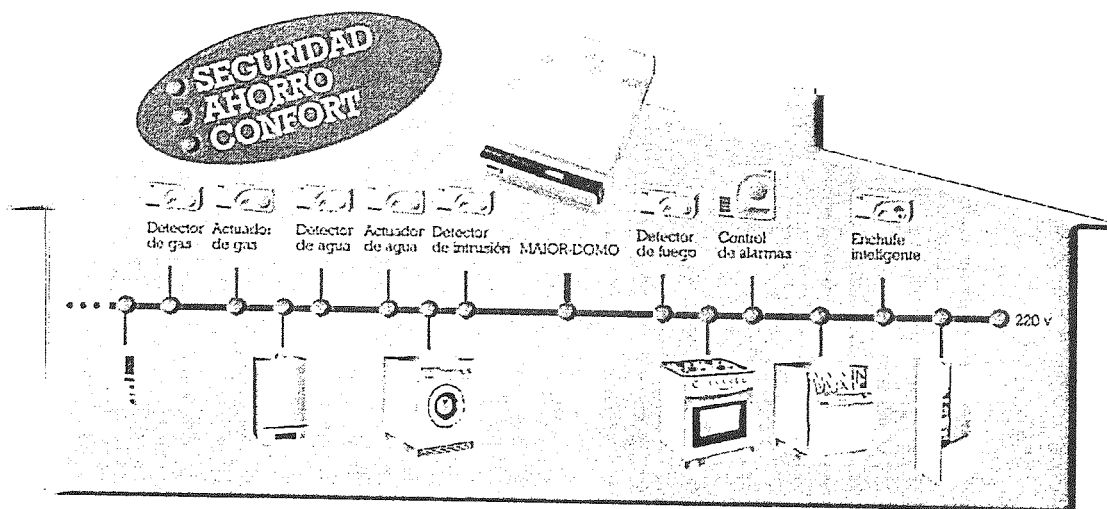 SEGURIDAD
AHORRO
CONFORT
Detector
de gas
Actuador
de gas
Detector
de agua
Actuador
de agua
Detector
de intrusión
MAIOR-DOMO
Detector
de fuego
Control
de alarmas
Enchufe
inteligente
220 v